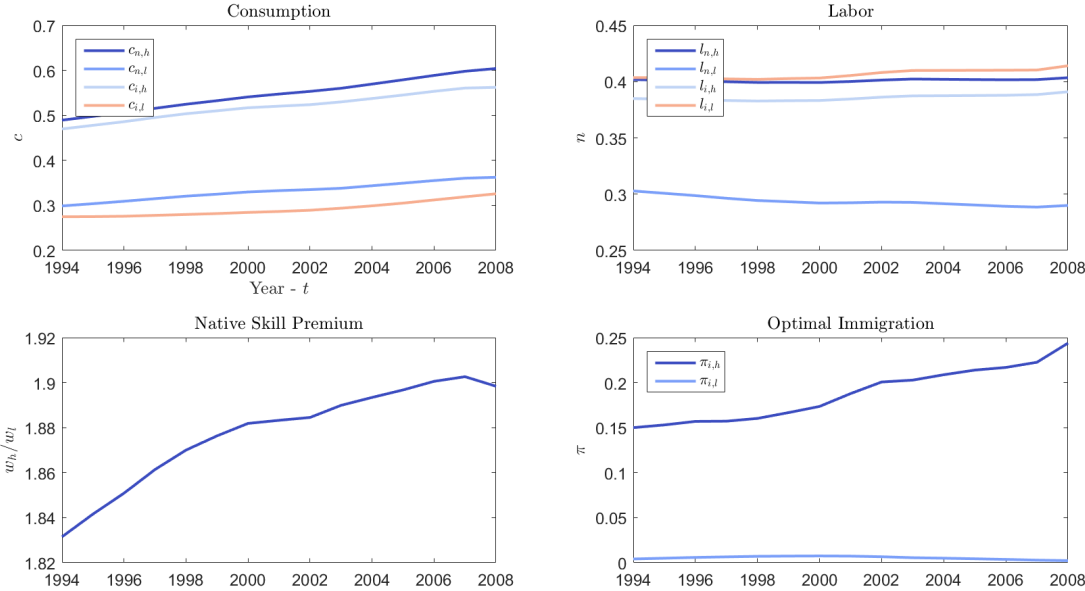 Consumption
0.7
0.6
0.5
0.4
0.3
0.2
c
c_{n,h}
c_{n,l}
c_{i,h}
c_{i,l}
1994 1996 1998 2000 2002 2004 2006 2008
Year - t
Labor
0.45
0.4
0.35
0.3
0.25
n
l_{n,h}
l_{n,l}
l_{i,h}
l_{i,l}
1994 1996 1998 2000 2002 2004 2006 2008
Native Skill Premium
1.92
1.9
1.88
1.86
1.84
1.82
w_h/w_l
1994 1996 1998 2000 2002 2004 2006 2008
Optimal Immigration
0.25
0.2
0.15
0.1
0.05
0
π
π_{i,h}
π_{i,l}
1994 1996 1998 2000 2002 2004 2006 2008